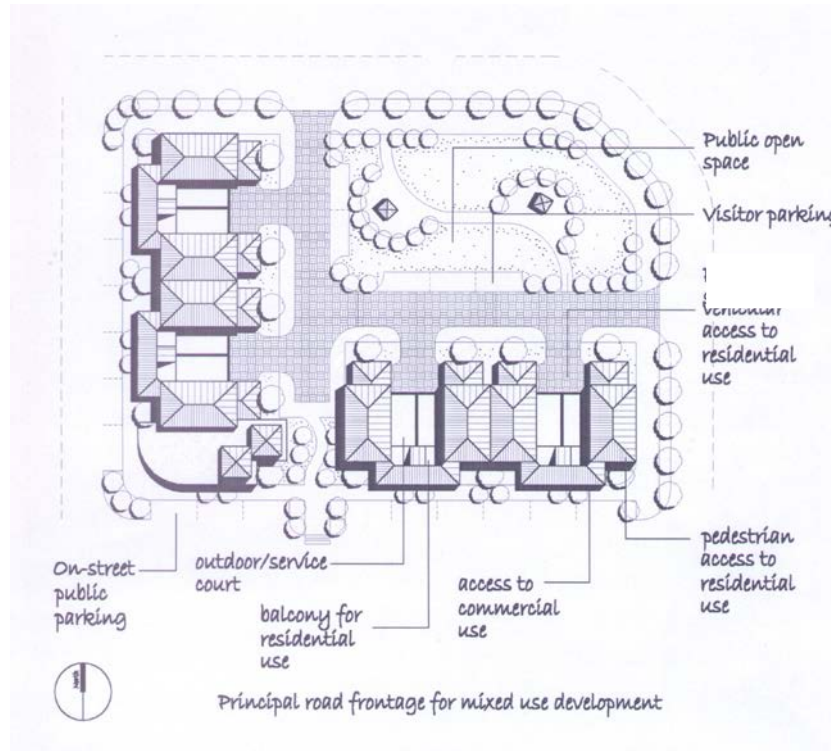 Public open
space
Visitor parking
vehicular
access to
residential
use
pedestrian
access to
residential
use
On-street
public
parking
outdoor/service
court
balcony for
residential
use
access to
commercial
use
North
Principal road frontage for mixed use development